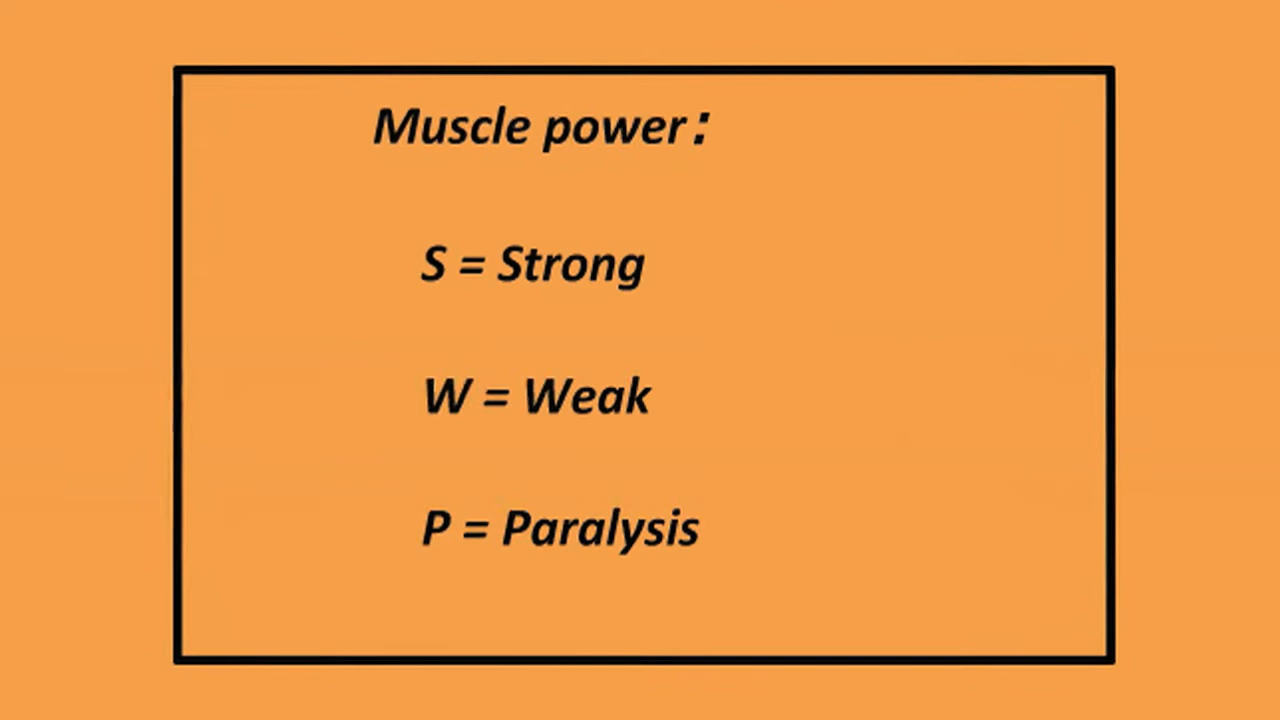 Muscle power:
S = Strong
W = Weak
P = Paralysis